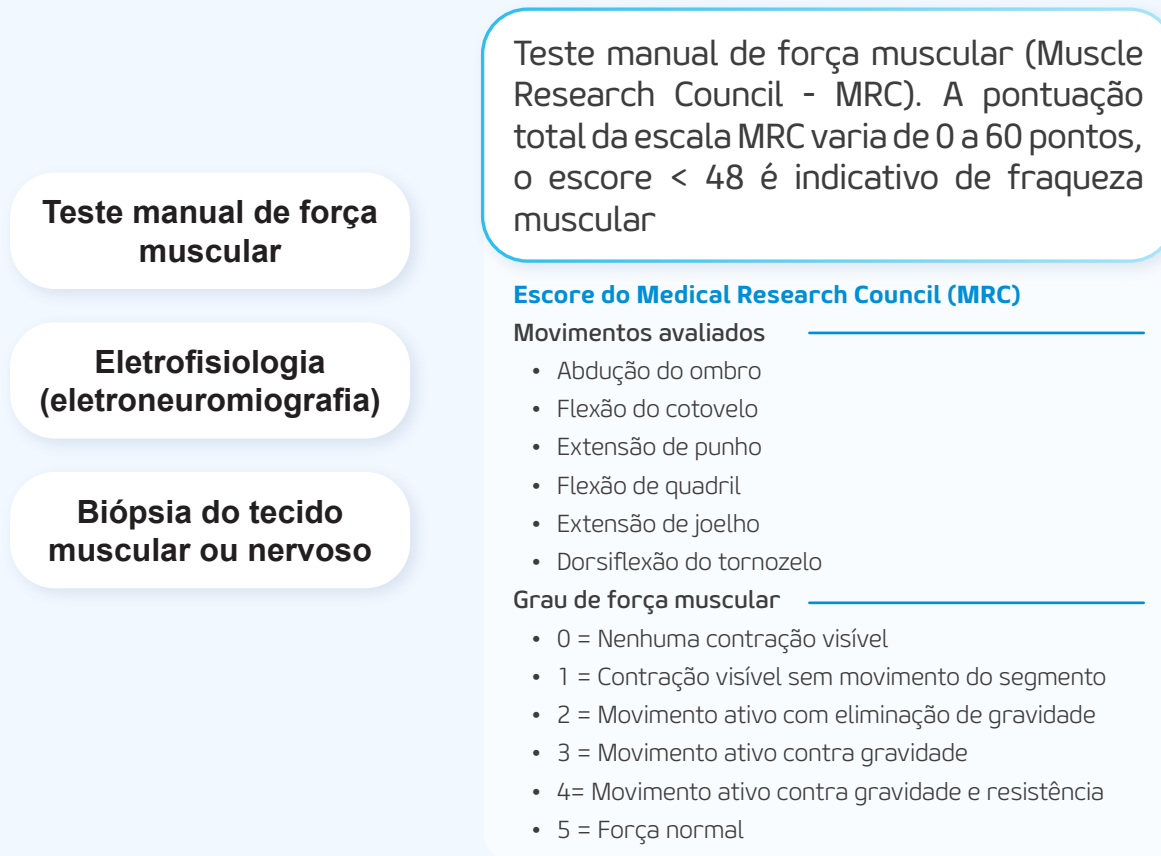 Teste manual de força
muscular
Eletrofisiologia
(eletroneuromiografia)
Biópsia do tecido
muscular ou nervoso
Teste manual de força muscular (Muscle
Research Council - MRC). A pontuação
total da escala MRC varia de 0 a 60 pontos,
o escore < 48 é indicativo de fraqueza
muscular
Escore do Medical Research Council (MRC)
Movimentos avaliados
• Abdução do ombro
• Flexão do cotovelo
• Extensão de punho
• Flexão de quadril
• Extensão de joelho
• Dorsiflexão do tornozelo
Grau de força muscular
• 0 = Nenhuma contração visível
• 1 = Contração visível sem movimento do segmento
• 2 = Movimento ativo com eliminação de gravidade
• 3 = Movimento ativo contra gravidade
• 4= Movimento ativo contra gravidade e resistência
• 5 = Força normal